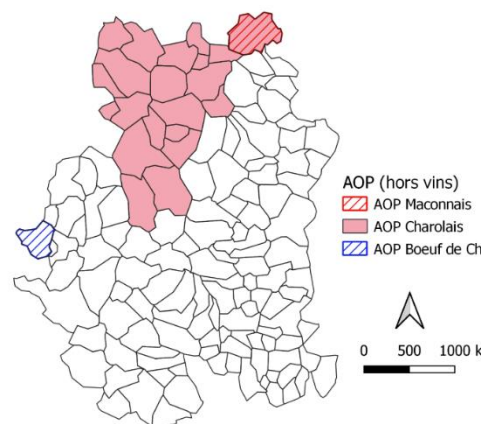 AOP (hors vins)
AOP Maconnais
AOP Charolais
AOP Boeuf de Ch
0 500 1000 k